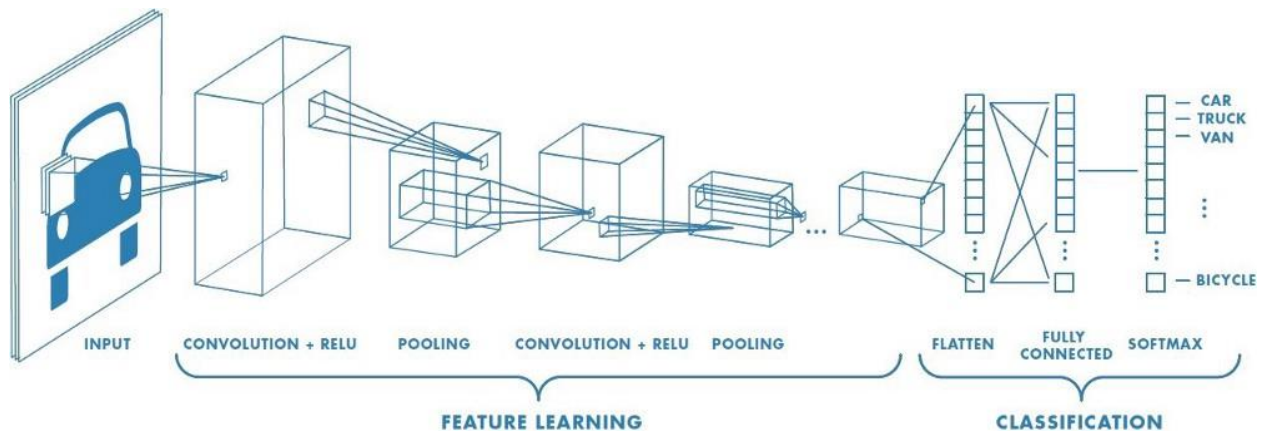 CAR
TRUCK
VAN
BICYCLE
INPUT
CONVOLUTION + RELU
POOLING
CONVOLUTION + RELU
POOLING
FLATTEN
FULLY
CONNECTED
SOFTMAX
FEATURE LEARNING
CLASSIFICATION